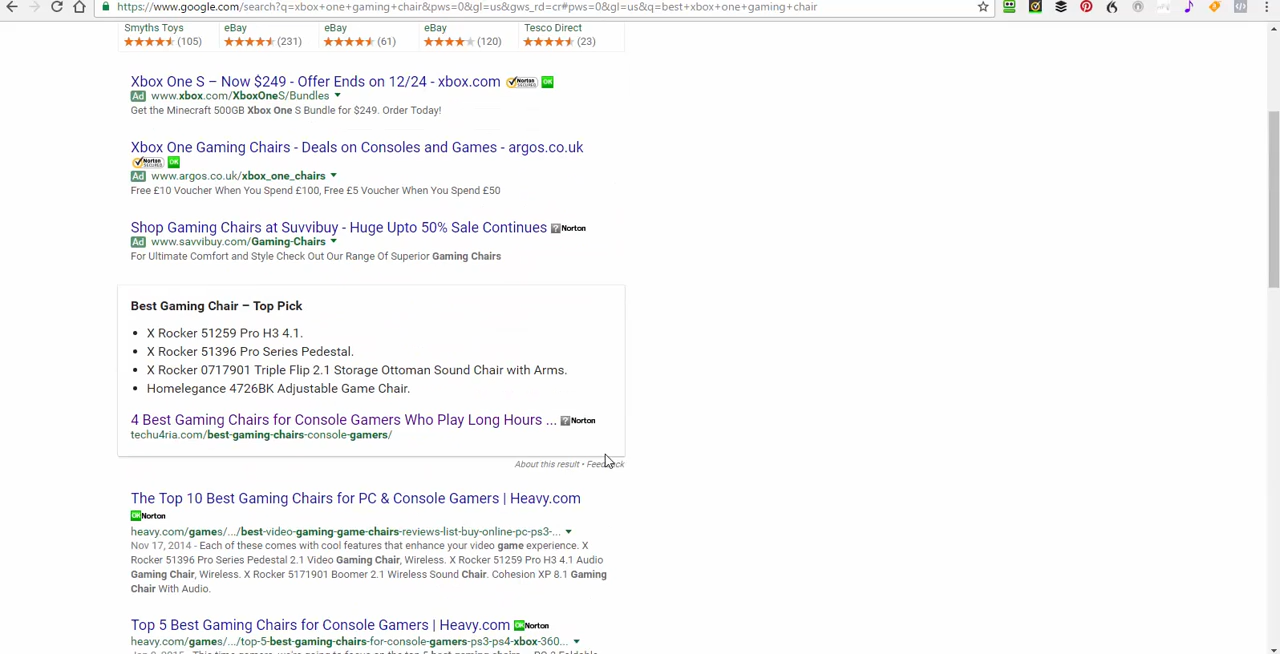 https://www.google.com/search?q=xbox+one+gaming+chair&pws=0&gl=us&gws_rd=cr#pws=0&gl=us&q=best+xbox+one+gaming+chair
Smyths Toys eBay eBay eBay Tesco Direct
(105) (231) (61) (120) (23)
Xbox One S – Now $249 - Offer Ends on 12/24 - xbox.com Norton SECURED OK
Ad www.xbox.com/XboxOneS/Bundles
Get the Minecraft 500GB Xbox One S Bundle for $249. Order Today!
Xbox One Gaming Chairs - Deals on Consoles and Games - argos.co.uk
Norton SECURED OK
Ad www.argos.co.uk/xbox_one_chairs
Free £10 Voucher When You Spend £100, Free £5 Voucher When You Spend £50
Shop Gaming Chairs at Suvvibuy - Huge Upto 50% Sale Continues ? Norton
Ad www.savvibuy.com/Gaming-Chairs
For Ultimate Comfort and Style Check Out Our Range Of Superior Gaming Chairs
Best Gaming Chair – Top Pick
• X Rocker 51259 Pro H3 4.1.
• X Rocker 51396 Pro Series Pedestal.
• X Rocker 0717901 Triple Flip 2.1 Storage Ottoman Sound Chair with Arms.
• Homelegance 4726BK Adjustable Game Chair.
4 Best Gaming Chairs for Console Gamers Who Play Long Hours ... ? Norton
techu4ria.com/best-gaming-chairs-console-gamers/
About this result • Feedback
The Top 10 Best Gaming Chairs for PC & Console Gamers | Heavy.com
OK Norton
heavy.com/games/.../best-video-gaming-game-chairs-reviews-list-buy-online-pc-ps3-...
Nov 17, 2014 - Each of these comes with cool features that enhance your video game experience. X
Rocker 51396 Pro Series Pedestal 2.1 Video Gaming Chair, Wireless. X Rocker 51259 Pro H3 4.1 Audio
Gaming Chair, Wireless. X Rocker 5171901 Boomer 2.1 Wireless Sound Chair. Cohesion XP 8.1 Gaming
Chair With Audio.
Top 5 Best Gaming Chairs for Console Gamers | Heavy.com OK Norton
heavy.com/games/.../top-5-best-gaming-chairs-for-console-gamers-ps3-ps4-xbox-360...